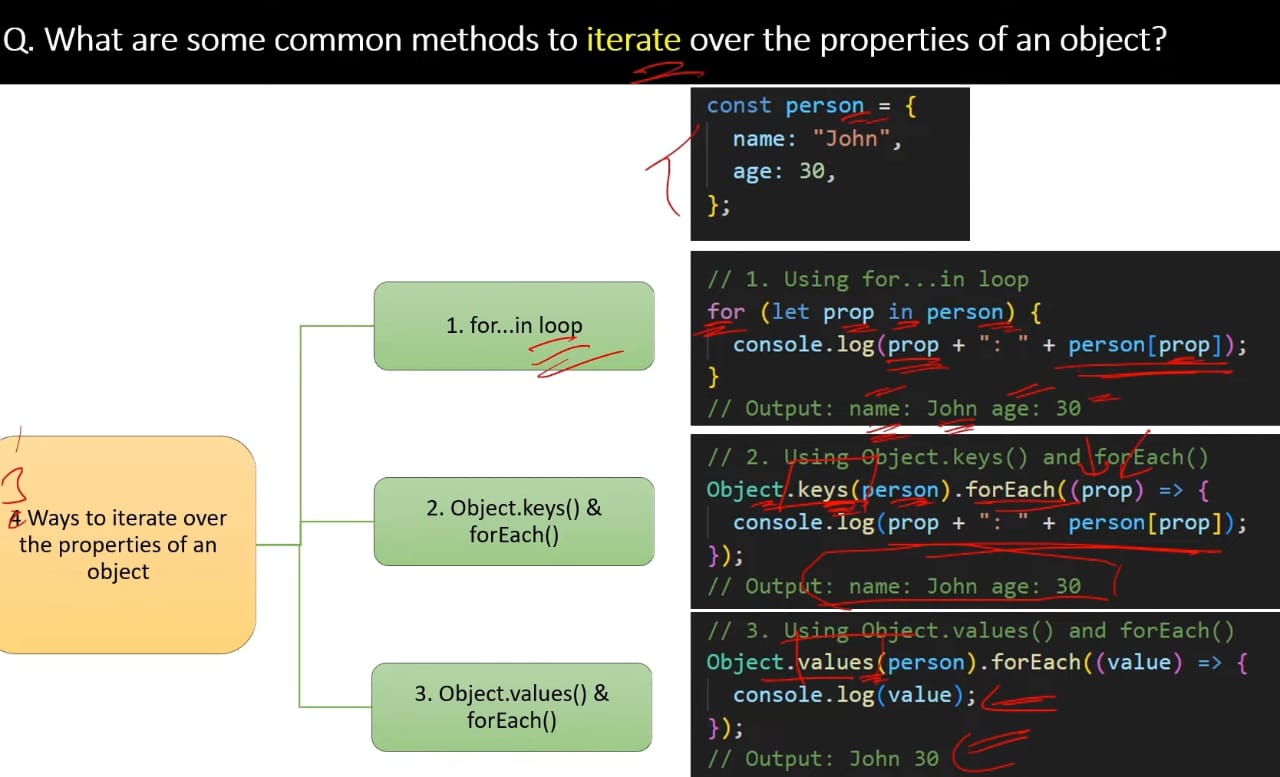 Q. What are some common methods to iterate over the properties of an object?
const person = {
name: "John",
age: 30,
};
1. for...in loop
// 1. Using for...in loop
for (let prop in person) {
console.log(prop + ": " + person[prop]);
}
// Output: name: John age: 30
3
4 Ways to iterate over
the properties of an
object
2. Object.keys() &
forEach()
// 2. Using Object.keys() and forEach()
Object.keys(person).forEach((prop) => {
console.log(prop + ": " + person[prop]);
});
// Output: name: John age: 30
3. Object.values() &
forEach()
// 3. Using Object.values() and forEach()
Object.values(person).forEach((value) => {
console.log(value);
});
// Output: John 30